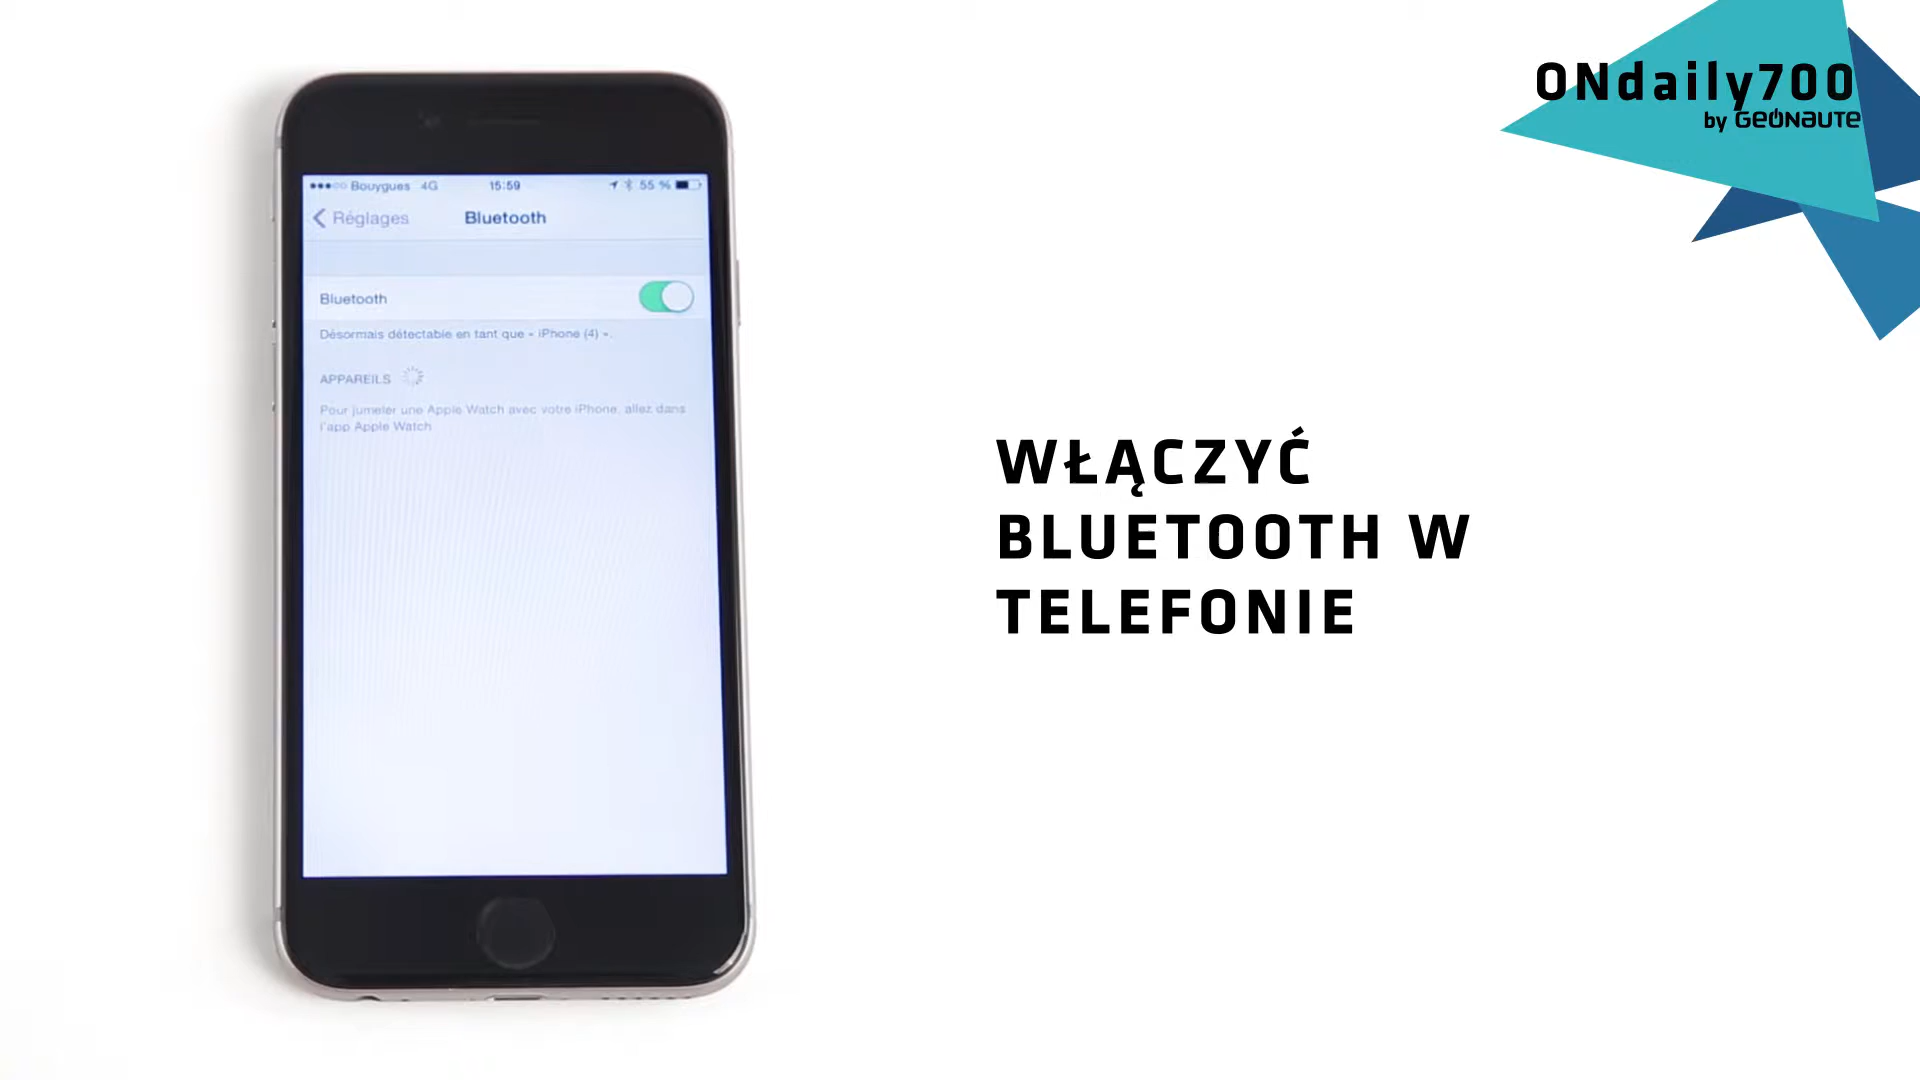 ONdaily700
by GEONAUTE
Bouygues 4G 15:59 55 %
Réglages Bluetooth
Bluetooth
Désormais détectable en tant que « iPhone (4) ».
APPAREILS
Pour jumeler une Apple Watch avec votre iPhone, allez dans
l'app Apple Watch
WŁĄCZYĆ
BLUETOOTH W
TELEFONIE